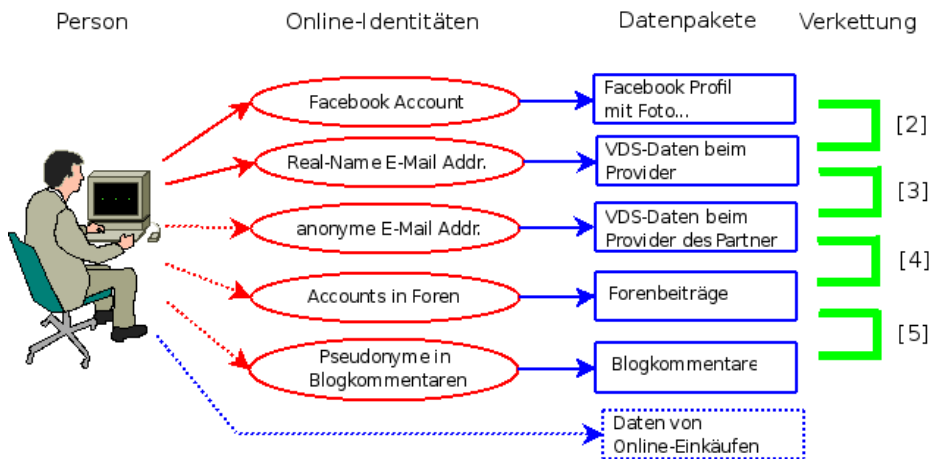 Person
Online-Identitäten
Datenpakete
Verkettung
Facebook Account
Facebook Profil
mit Foto...
[2]
Real-Name E-Mail Addr.
VDS-Daten beim
Provider
[3]
anonyme E-Mail Addr.
VDS-Daten beim
Provider des Partner
[4]
Accounts in Foren
Forenbeiträge
[5]
Pseudonyme in
Blogkommentaren
Blogkommentare
Daten von
Online-Einkäufen